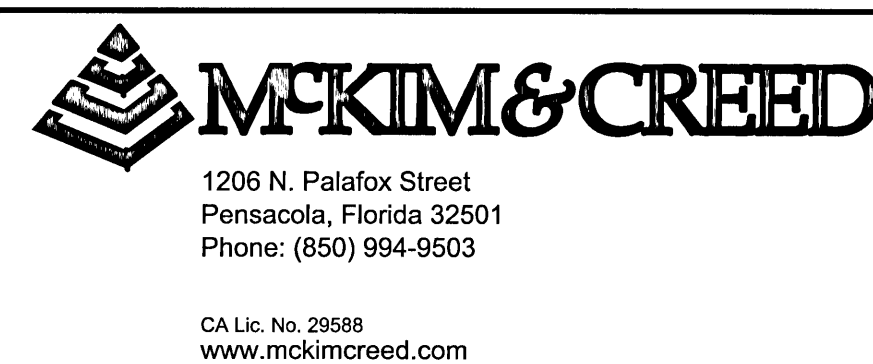 McKIM&CREED
1206 N. Palafox Street
Pensacola, Florida 32501
Phone: (850) 994-9503
CA Lic. No. 29588
www.mckimcreed.com